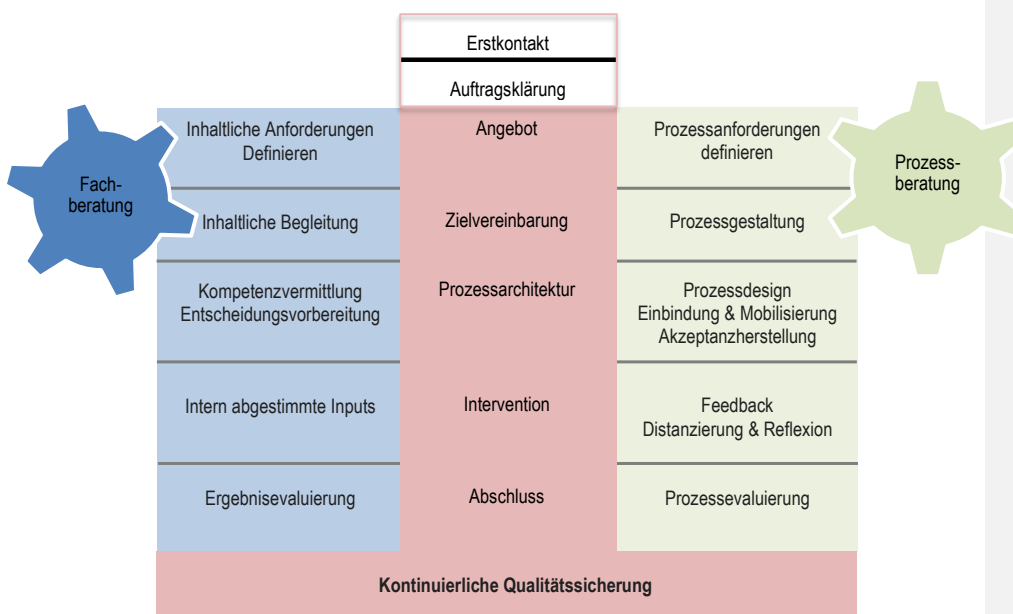 Erstkontakt
Auftragsklärung
Fach-
beratung
Prozess-
beratung
Inhaltliche Anforderungen
Definieren
Angebot
Prozessanforderungen
definieren
Inhaltliche Begleitung
Zielvereinbarung
Prozessgestaltung
Kompetenzvermittlung
Entscheidungsvorbereitung
Prozessarchitektur
Prozessdesign
Einbindung & Mobilisierung
Akzeptanzherstellung
Intern abgestimmte Inputs
Intervention
Feedback
Distanzierung & Reflexion
Ergebnisevaluierung
Abschluss
Prozessevaluierung
Kontinuierliche Qualitätssicherung